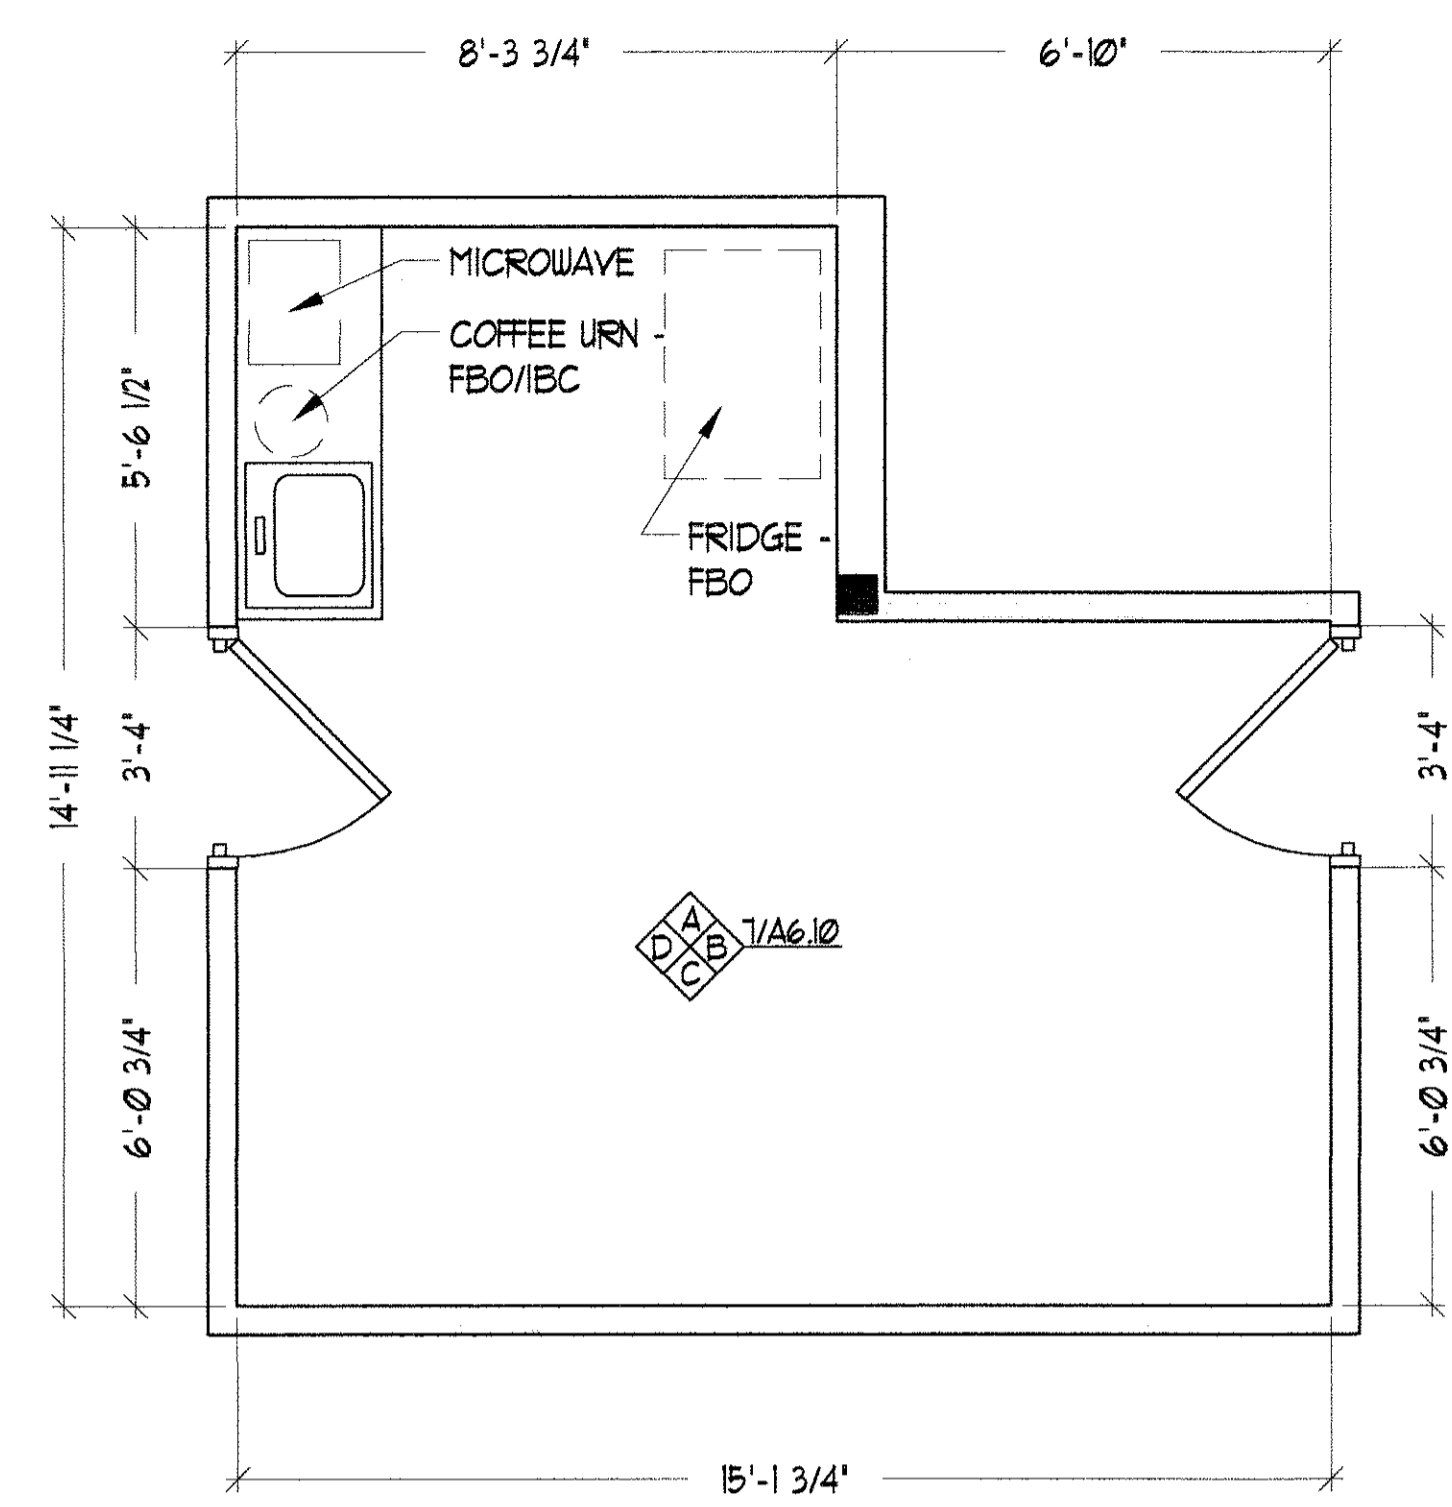 8'-3 3/4" 6'-10"
MICROWAVE
COFFEE URN -
FBO/IBC
5'-6 1/2"
FRIDGE -
FBO
14'-11 1/4"
3'-4"
3'-4"
A
D B
C
7/A6.10
6'-0 3/4"
6'-0 3/4"
15'-1 3/4"